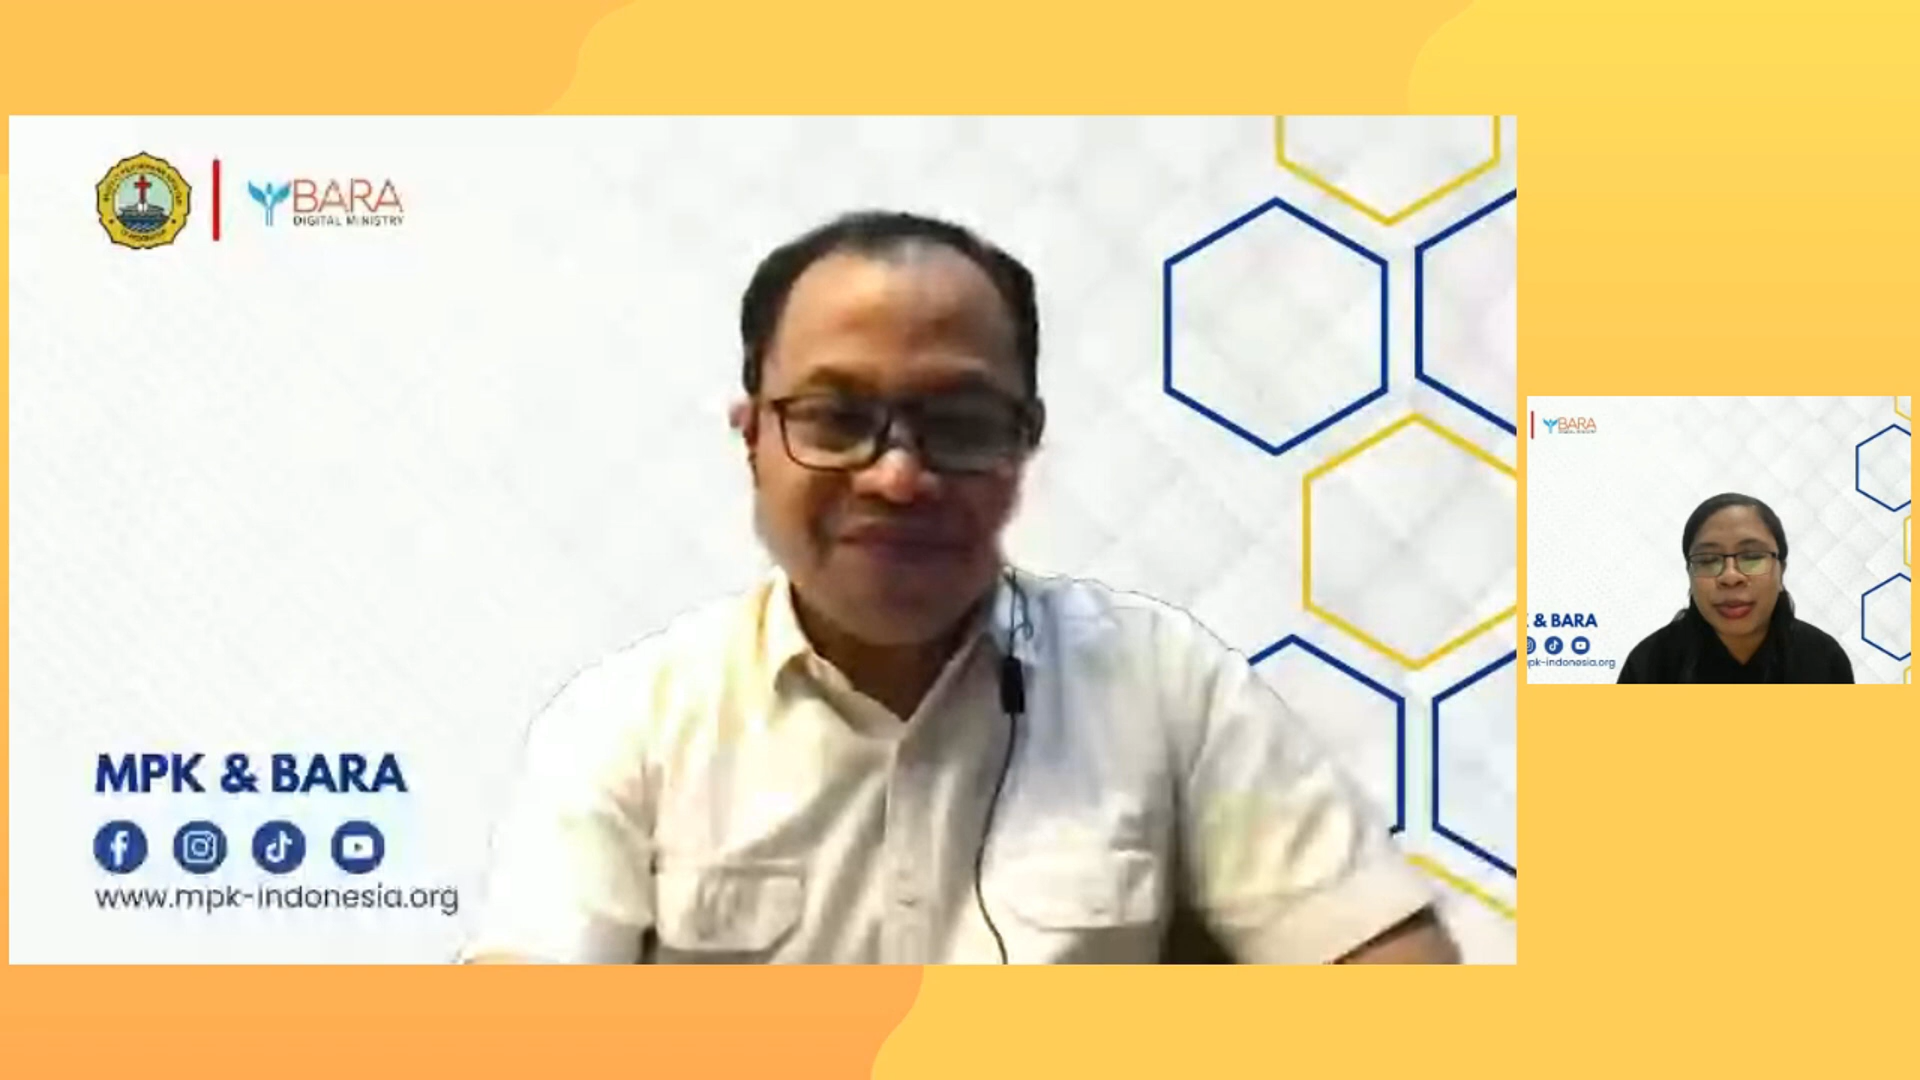 BARA
DIGITAL MINISTRY
MPK & BARA
www.mpk-indonesia.org
BARA
& BARA
pk-indonesia.org